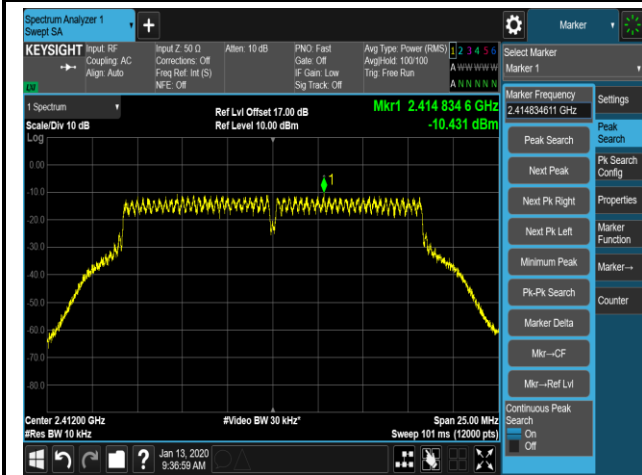 Spectrum Analyzer 1
Swept SA
+
Marker
KEYSIGHT
Input: RF
Coupling: AC
Align: Auto
Input Z: 50 Ω
Corrections: Off
Freq Ref: Int (S)
NFE: Off
Atten: 10 dB
PNO: Fast
Gate: Off
IF Gain: Low
Sig Track: Off
Avg Type: Power (RMS)
Avg|Hold: 100/100
Trig: Free Run
1 2 3 4 5 6
A W W W W W
A N N N N N
Select Marker
Marker 1
1 Spectrum
Scale/Div 10 dB
Log
Ref Lvl Offset 17.00 dB
Ref Level 10.00 dBm
Mkr1 2.414 834 6 GHz
-10.431 dBm
1
0.00
-10.0
-20.0
-30.0
-40.0
-50.0
-60.0
-70.0
-80.0
Center 2.41200 GHz
#Res BW 10 kHz
#Video BW 30 kHz*
Span 25.00 MHz
Sweep 101 ms (12000 pts)
Marker Frequency
2.414834611 GHz
Peak Search
Next Peak
Next Pk Right
Next Pk Left
Minimum Peak
Pk-Pk Search
Marker Delta
Mkr→CF
Mkr→Ref Lvl
Continuous Peak
Search
On
Off
Settings
Peak
Search
Pk Search
Config
Properties
Marker
Function
Marker→
Counter
?
Jan 13, 2020
9:36:59 AM